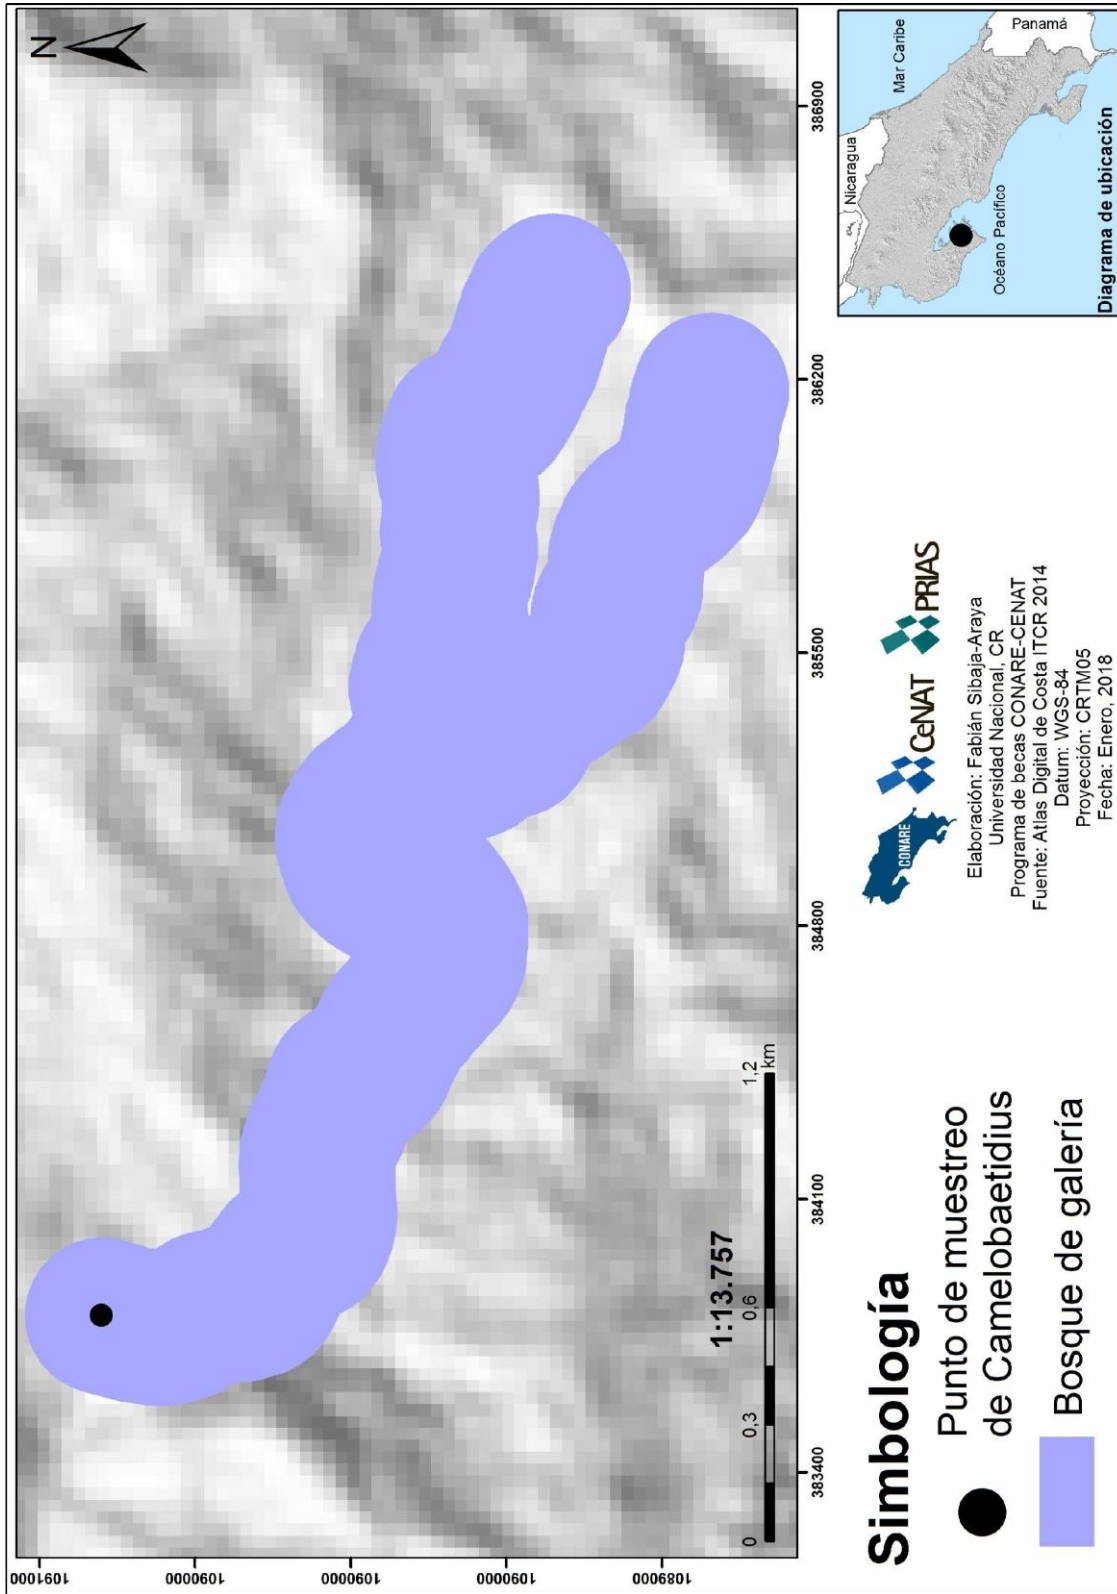 N
1091000
1090000
1090000
1090000
1089000
383400
384100
384800
385500
386200
386900
1:13.757
0
0,3
0,6
1,2
km
Simbología
Punto de muestreo
de Camelobaetidius
Bosque de galería
CONARE
CeNAT
PRIAS
Elaboración: Fabián Sibaja-Araya
Universidad Nacional, CR
Programa de becas CONARE-CENAT
Fuente: Atlas Digital de Costa ITCR 2014
Datum: WGS-84
Proyección: CRTM05
Fecha: Enero, 2018
Nicaragua
Mar Caribe
Panamá
Océano Pacífico
Diagrama de ubicación